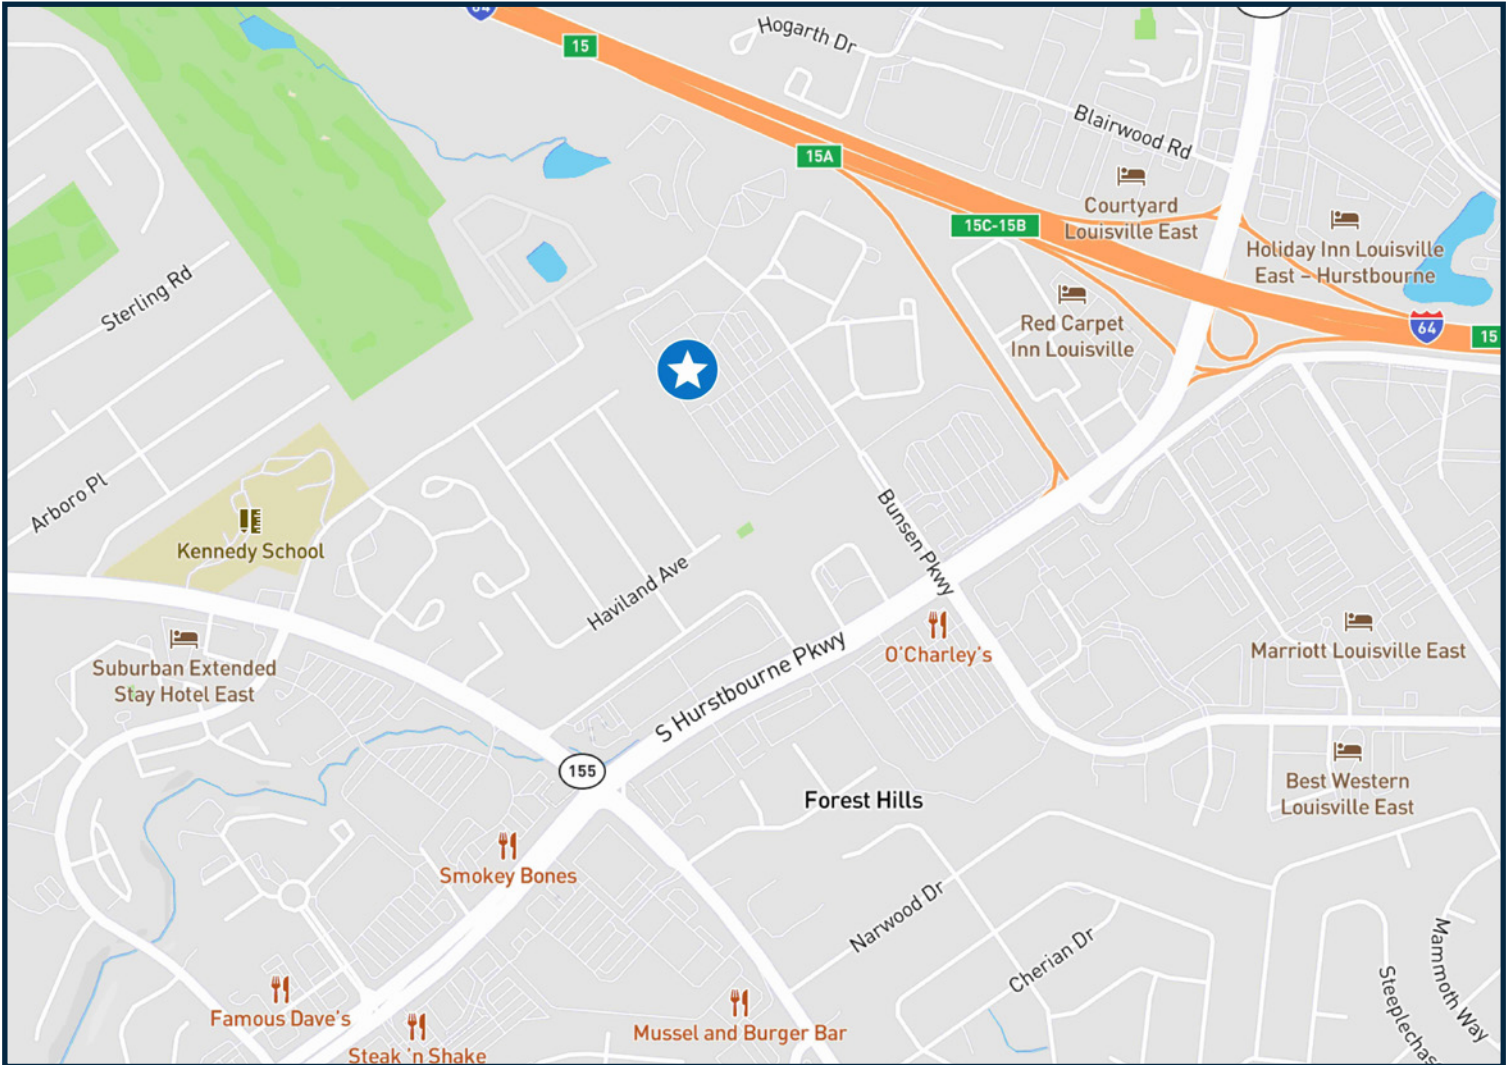 64
15
Hogarth Dr
Blairwood Rd
15A
Courtyard
Louisville East
15C-15B
Holiday Inn Louisville
East – Hurstbourne
Sterling Rd
Red Carpet
Inn Louisville
64
15
Arboro Pl
Kennedy School
Bunsen Pkwy
Haviland Ave
O'Charley's
Marriott Louisville East
Suburban Extended
Stay Hotel East
S Hurstbourne Pkwy
155
Forest Hills
Best Western
Louisville East
Smokey Bones
Narwood Dr
Cherian Dr
Mammoth Way
Steeplechas
Famous Dave's
Mussel and Burger Bar
Steak 'n Shake